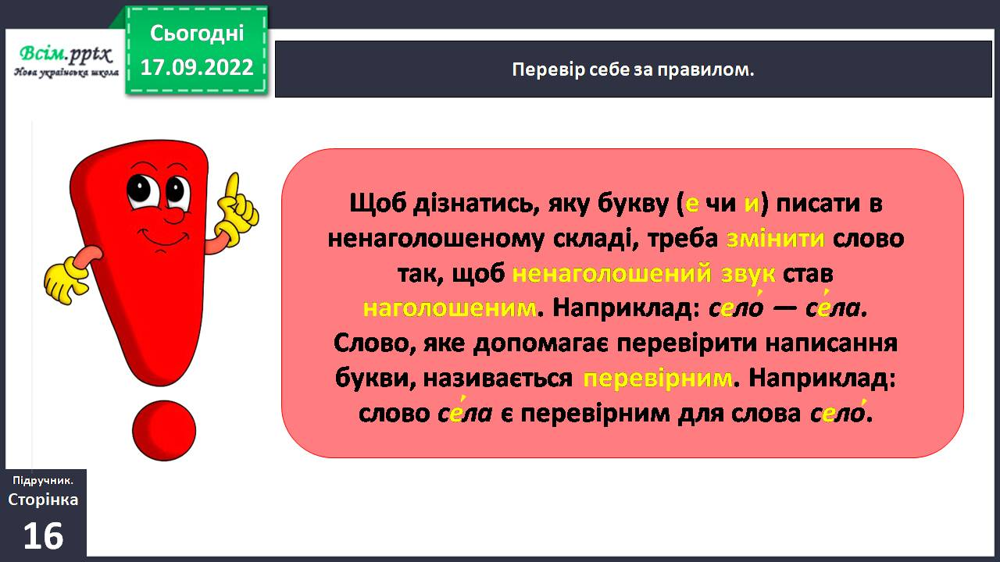 Всім.pptx
Нова українська школа
Сьогодні
17.09.2022
Перевір себе за правилом.
Щоб дізнатись, яку букву (е чи и) писати в
ненаголошеному складі, треба змінити слово
так, щоб ненаголошений звук став
наголошеним. Наприклад: село́ — се́ла.
Слово, яке допомагає перевірити написання
букви, називається перевірним. Наприклад:
слово се́ла є перевірним для слова село́.
Підручник.
Сторінка
16